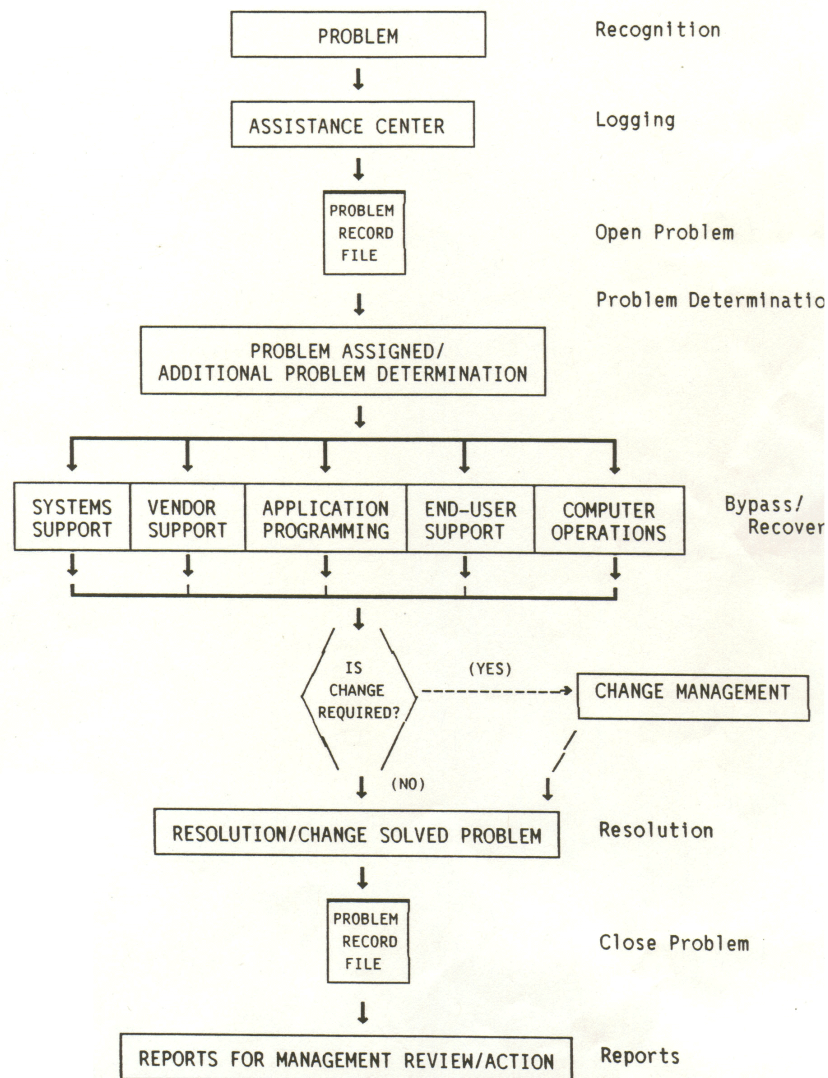 PROBLEM
Recognition
ASSISTANCE CENTER
Logging
PROBLEM
RECORD
FILE
Open Problem
Problem Determinatio
PROBLEM ASSIGNED/
ADDITIONAL PROBLEM DETERMINATION
SYSTEMS
SUPPORT
VENDOR
SUPPORT
APPLICATION
PROGRAMMING
END-USER
SUPPORT
COMPUTER
OPERATIONS
Bypass/
Recover
IS
CHANGE
REQUIRED?
(YES)
CHANGE MANAGEMENT
(NO)
RESOLUTION/CHANGE SOLVED PROBLEM
Resolution
PROBLEM
RECORD
FILE
Close Problem
REPORTS FOR MANAGEMENT REVIEW/ACTION
Reports